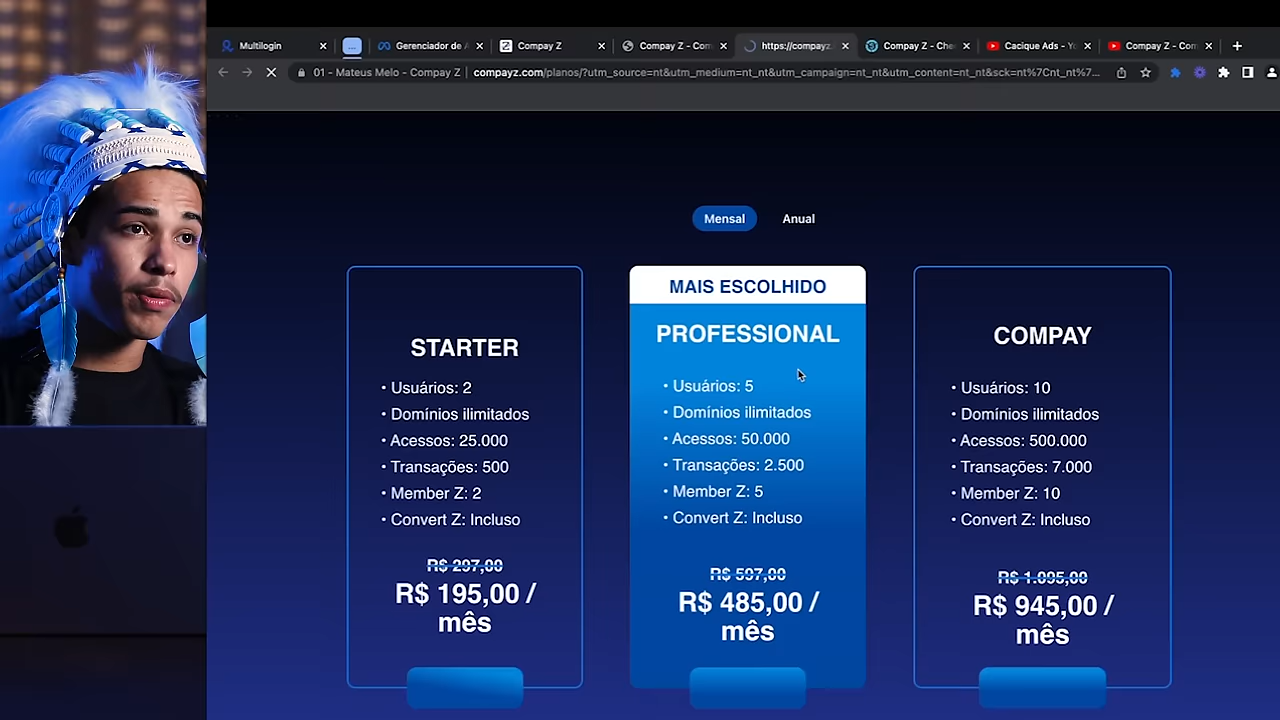 Multilogin
...
Gerenciador de A
Compay Z
Compay Z - Com
https://compayz.
Compay Z - Che
Cacique Ads - Yo
Compay Z - Com
01 - Mateus Melo - Compay Z
compayz.com/planos/?utm_source=nt&utm_medium=nt_nt&utm_campaign=nt_nt&utm_content=nt_nt&sck=nt%7Cnt_nt%7...
Mensal
Anual
STARTER
• Usuários: 2
• Domínios ilimitados
• Acessos: 25.000
• Transações: 500
• Member Z: 2
• Convert Z: Incluso
R$ 297,00
R$ 195,00 /
mês
MAIS ESCOLHIDO
PROFESSIONAL
• Usuários: 5
• Domínios ilimitados
• Acessos: 50.000
• Transações: 2.500
• Member Z: 5
• Convert Z: Incluso
R$ 597,00
R$ 485,00 /
mês
COMPAY
• Usuários: 10
• Domínios ilimitados
• Acessos: 500.000
• Transações: 7.000
• Member Z: 10
• Convert Z: Incluso
R$ 1.095,00
R$ 945,00 /
mês